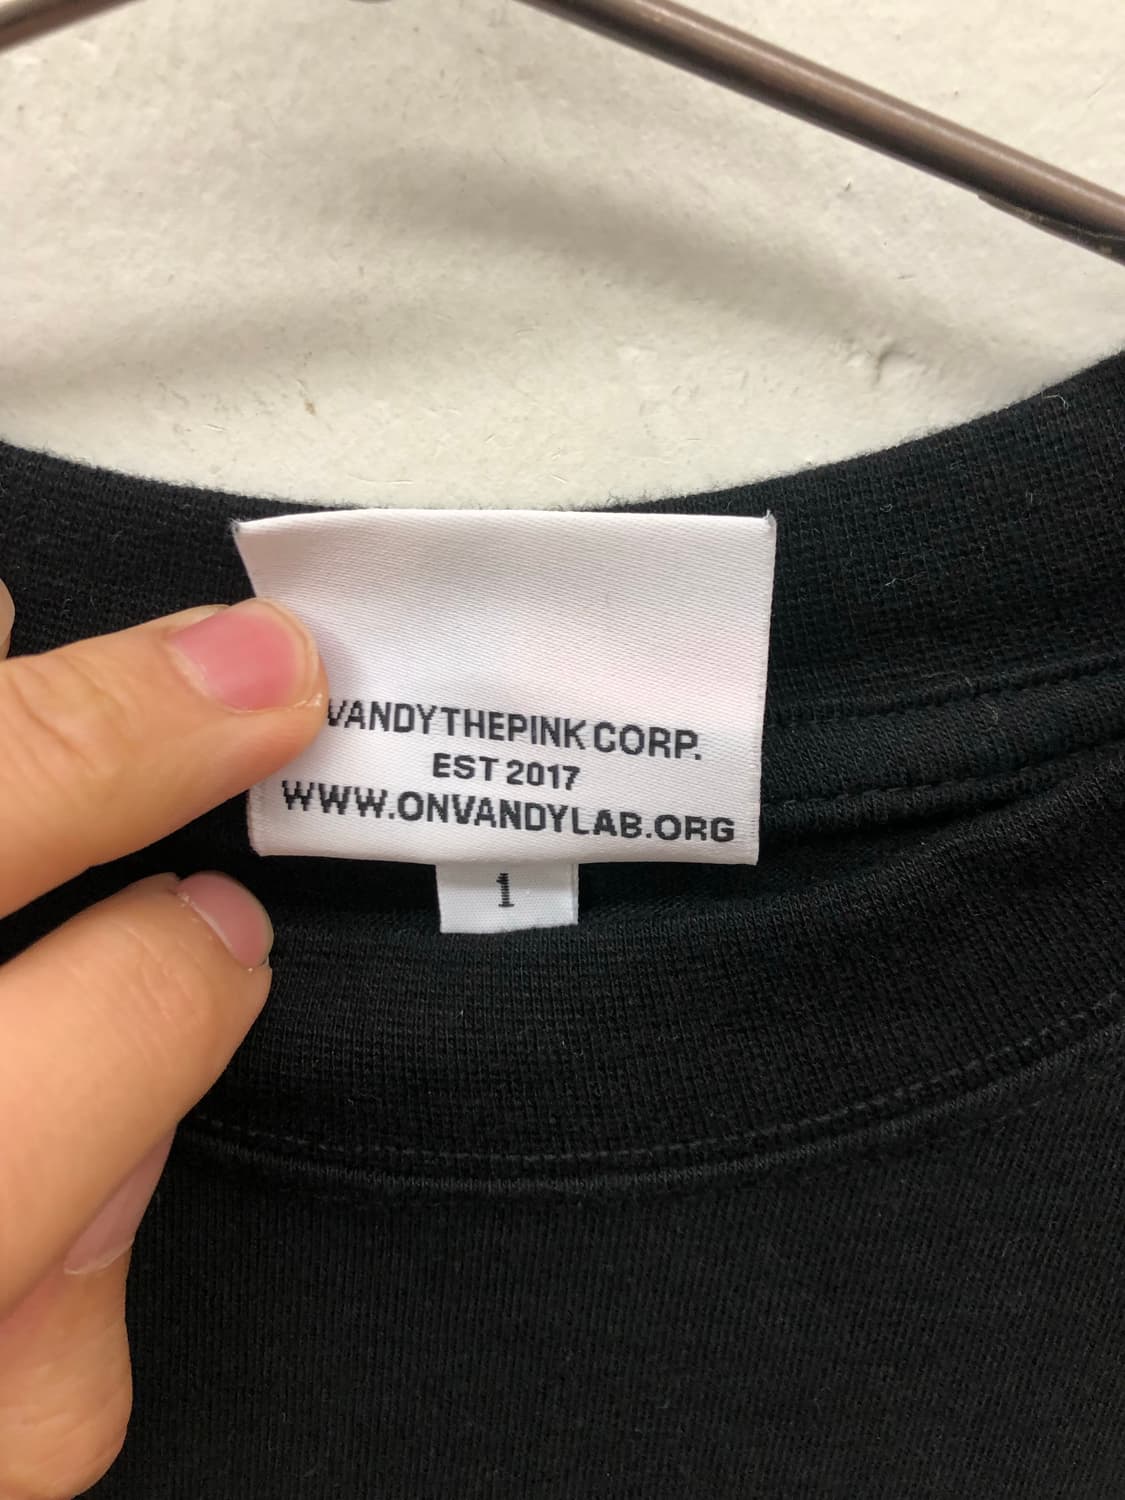 VANDYTHEPINK CORP.
EST 2017
WWW.ONVANDYLAB.ORG
1